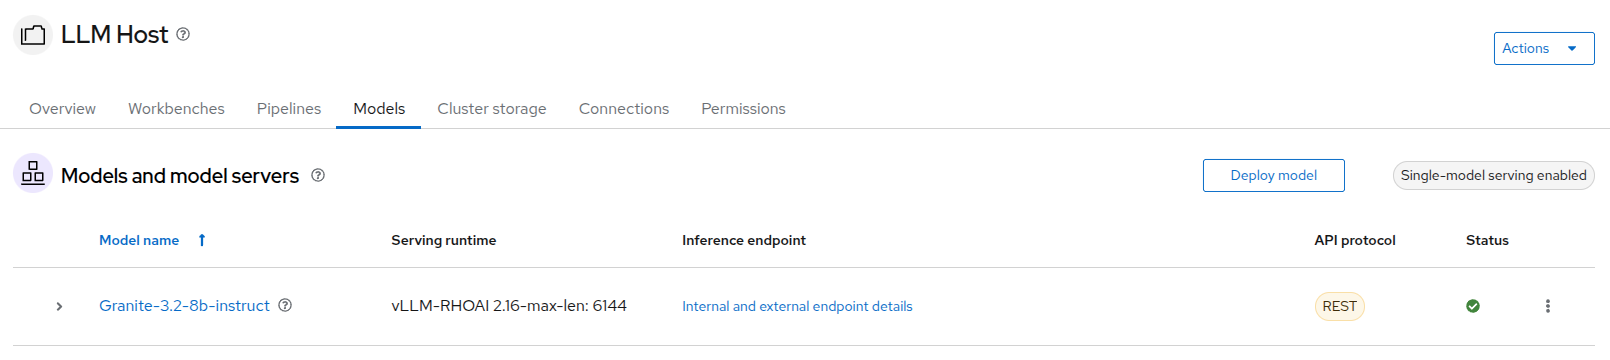 LLM Host
Actions
Overview Workbenches Pipelines Models Cluster storage Connections Permissions
Models and model servers
Deploy model
Single-model serving enabled
Model name Serving runtime Inference endpoint API protocol Status
Granite-3.2-8b-instruct vLLM-RHOAI 2.16-max-len: 6144 Internal and external endpoint details REST